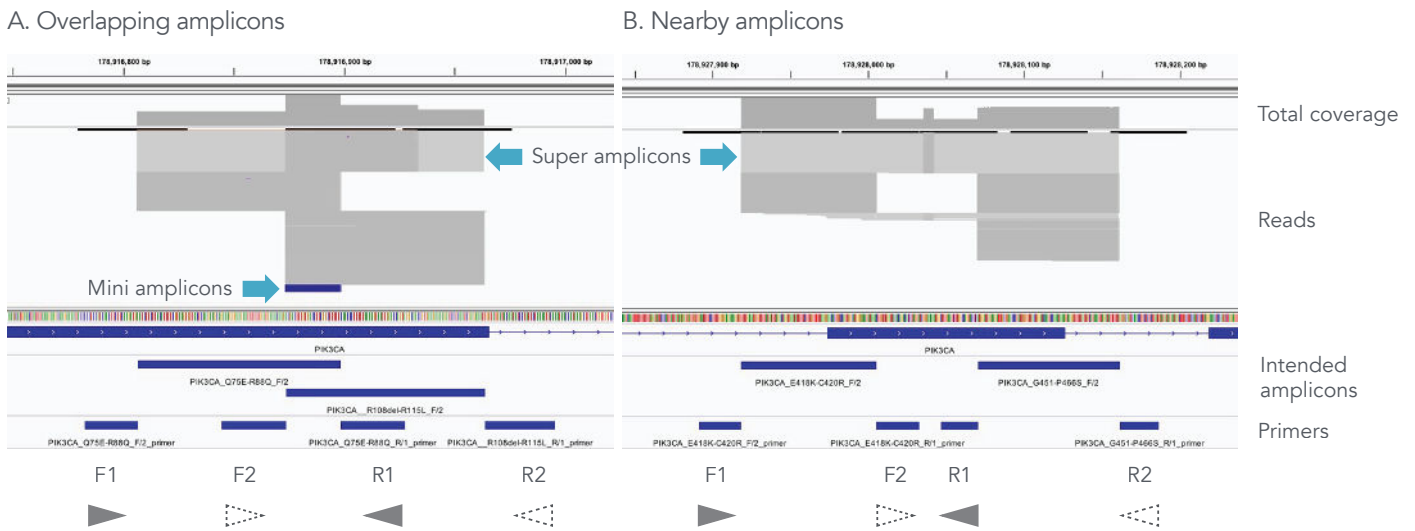 A. Overlapping amplicons
B. Nearby amplicons
178,916,800 bp
178,916,900 bp
178,917,000 bp
178,927,900 bp
178,928,000 bp
178,928,100 bp
178,928,200 bp
Total coverage
Super amplicons
Reads
Mini amplicons
PIK3CA
PIK3CA
PIK3CA_Q75E-R88Q_F/2
PIK3CA_E418K-C420R_F/2
PIK3CA_G451-P466S_F/2
Intended
amplicons
PIK3CA__R108del-R115L_F/2
PIK3CA_Q75E-R88Q_F/2_primer
PIK3CA_Q75E-R88Q_R/1_primer
PIK3CA__R108del-R115L_R/1_primer
PIK3CA_E418K-C420R_F/2_primer
PIK3CA_E418K-C420R_R/1_primer
PIK3CA_G451-P466S_R/1_primer
Primers
F1
F2
R1
R2
F1
F2
R1
R2